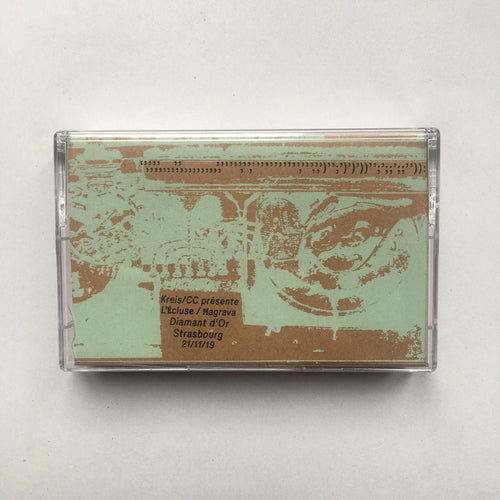 Kreis/CC présente
L'Écluse / Magrava
Diamant d'Or
Strasbourg
21/11/19